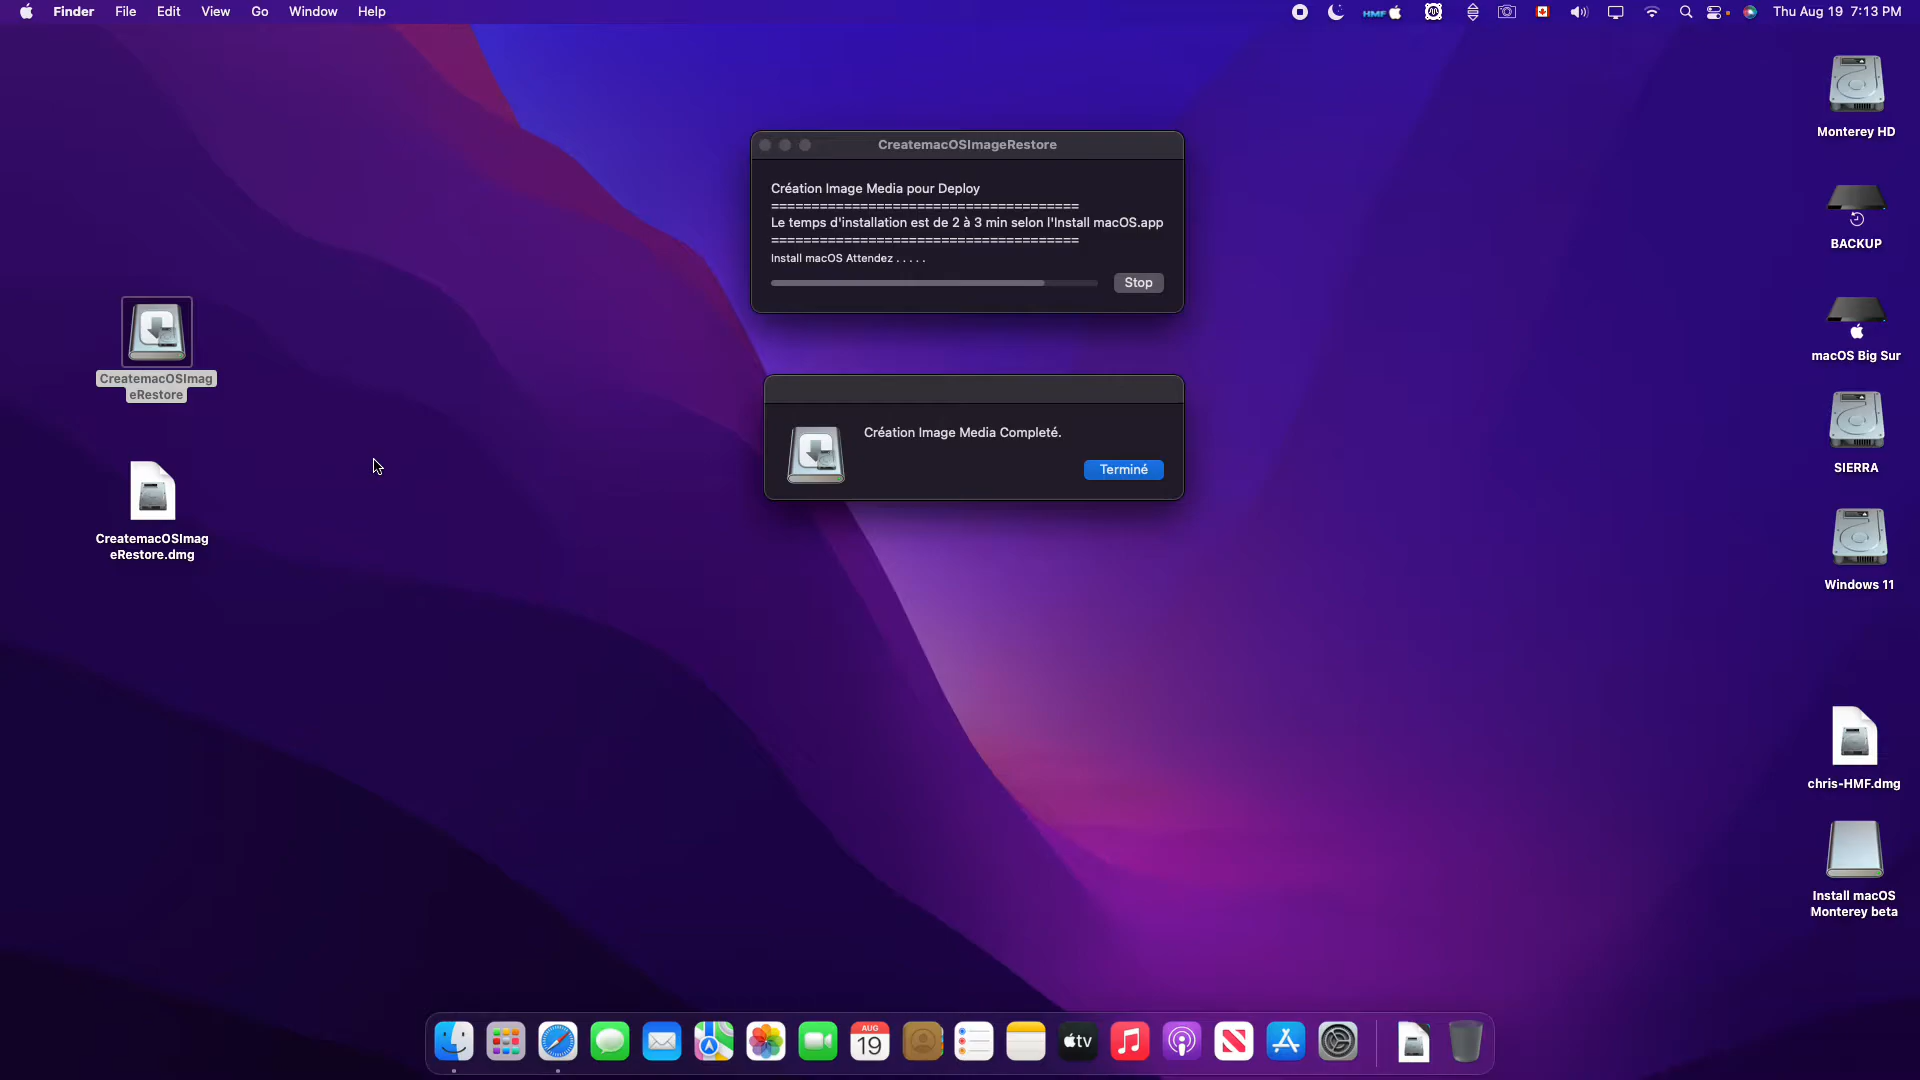 Finder File Edit View Go Window Help
HMF
Thu Aug 19 7:13 PM
Monterey HD
BACKUP
macOS Big Sur
SIERRA
Windows 11
chris-HMF.dmg
Install macOS
Monterey beta
CreatemacOSImag
eRestore
CreatemacOSImag
eRestore.dmg
CreatemacOSImageRestore
Création Image Media pour Deploy
======================================
Le temps d'installation est de 2 à 3 min selon l'Install macOS.app
======================================
Install macOS Attendez . . . . .
Stop
Création Image Media Completé.
Terminé
AUG
19
tv